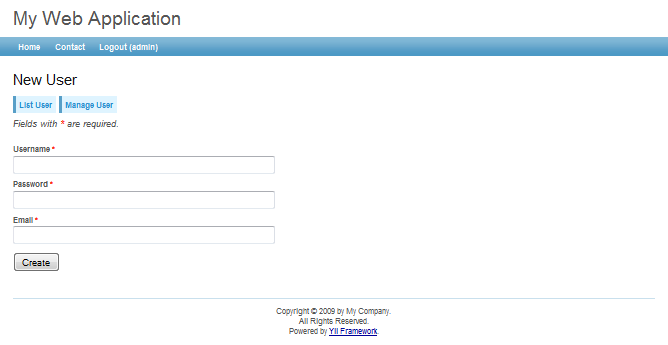 My Web Application
Home Contact Logout (admin)
New User
List User Manage User
Fields with * are required.
Username *
Password *
Email *
Create
Copyright © 2009 by My Company.
All Rights Reserved.
Powered by Yii Framework.